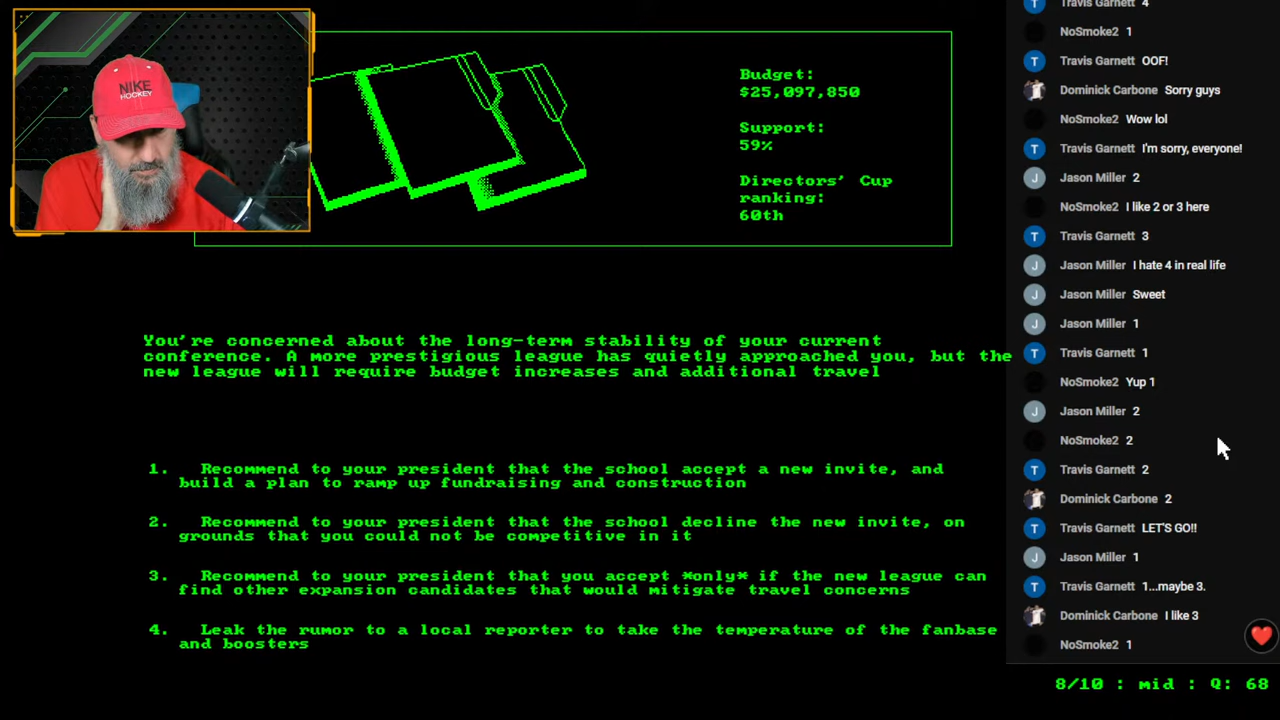 NIKE
HOCKEY
Budget:
$25,097,850
Support:
59%
Directors' Cup
ranking:
60th
You're concerned about the long-term stability of your current
conference. A more prestigious league has quietly approached you, but the
new league will require budget increases and additional travel
1. Recommend to your president that the school accept a new invite, and
build a plan to ramp up fundraising and construction
2. Recommend to your president that the school decline the new invite, on
grounds that you could not be competitive in it
3. Recommend to your president that you accept *only* if the new league can
find other expansion candidates that would mitigate travel concerns
4. Leak the rumor to a local reporter to take the temperature of the fanbase
and boosters
T Travis Garnett 4
NoSmoke2 1
T Travis Garnett OOF!
Dominick Carbone Sorry guys
NoSmoke2 Wow lol
T Travis Garnett I'm sorry, everyone!
J Jason Miller 2
NoSmoke2 I like 2 or 3 here
T Travis Garnett 3
J Jason Miller I hate 4 in real life
J Jason Miller Sweet
J Jason Miller 1
T Travis Garnett 1
NoSmoke2 Yup 1
J Jason Miller 2
NoSmoke2 2
T Travis Garnett 2
Dominick Carbone 2
T Travis Garnett LET'S GO!!
J Jason Miller 1
T Travis Garnett 1...maybe 3.
Dominick Carbone I like 3
NoSmoke2 1
8/10 : mid : Q: 68